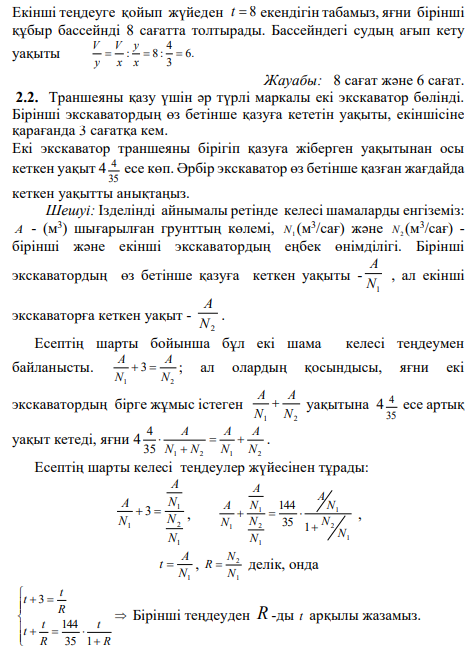 Екінші теңдеуге қойып жүйеден t = 8 екендігін табамыз, яғни бірінші
құбыр бассейнді 8 сағатта толтырады. Бассейндегі судың ағып кету
уақыты V/y = V/x : y/x = 8 : 4/3 = 6.
Жауабы: 8 сағат және 6 сағат.
2.2. Траншеяны қазу үшін әр түрлі маркалы екі экскаватор бөлінді.
Бірінші экскаватордың өз бетінше қазуға кететін уақыты, екіншісіне
қарағанда 3 сағатқа кем.
Екі экскаватор траншеяны бірігіп қазуға жіберген уақытынан осы
кеткен уақыт 4 4/35 есе көп. Әрбір экскаватор өз бетінше қазған жағдайда
кеткен уақытты анықтаңыз.
Шешуі: Ізделінді айнымалы ретінде келесі шамаларды енгіземіз:
A - (м³) шығарылған грунттың көлемі, N₁(м³/сағ) және N₂(м³/сағ) -
бірінші және екінші экскаватордың еңбек өнімділігі. Бірінші
экскаватордың өз бетінше қазуға кеткен уақыты - A/N₁ , ал екінші
экскаваторға кеткен уақыт - A/N₂ .
Есептің шарты бойынша бұл екі шама келесі теңдеумен
байланысты. A/N₁ + 3 = A/N₂ ; ал олардың қосындысы, яғни екі
экскаватордың бірге жұмыс істеген A/N₁ + A/N₂ уақытына 4 4/35 есе артық
уақыт кетеді, яғни 4 4/35 · A/(N₁ + N₂) = A/N₁ + A/N₂ .
Есептің шарты келесі теңдеулер жүйесінен тұрады:
A/N₁ + 3 = (A/N₁)/(N₂/N₁) , A/N₁ + (A/N₁)/(N₂/N₁) = 144/35 · (A/N₁)/(1 + N₂/N₁) ,
t = A/N₁ , R = N₂/N₁ делік, онда
{ t + 3 = t/R
t + t/R = 144/35 · t/(1 + R) ⇒ Бірінші теңдеуден R -ды t арқылы жазамыз.